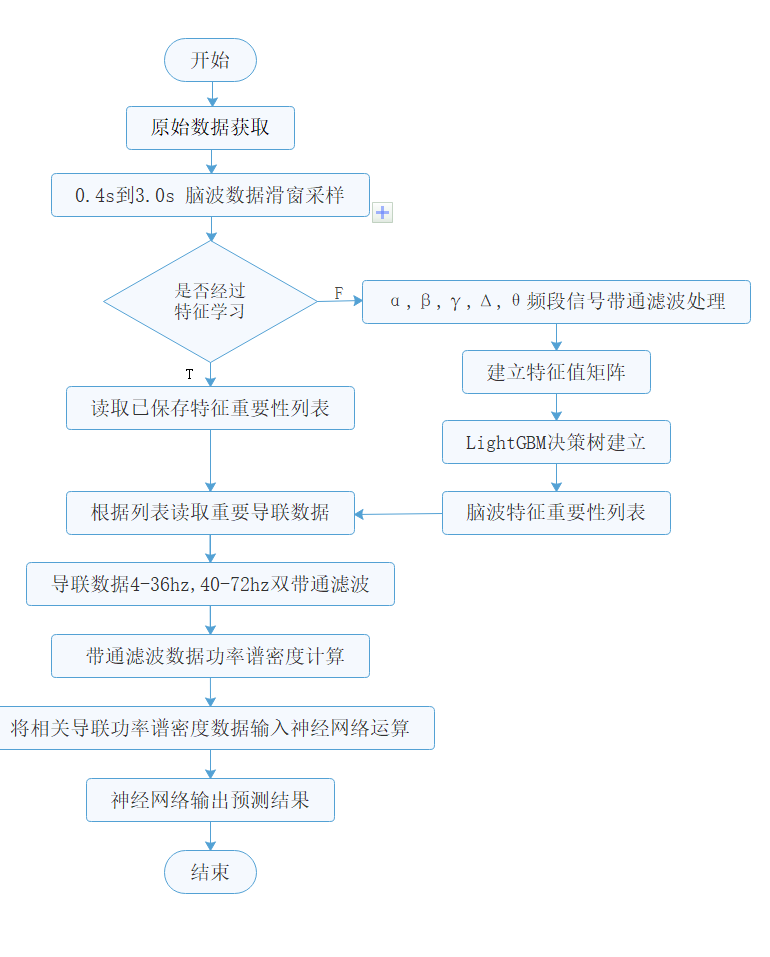 开始
原始数据获取
0.4s到3.0s 脑波数据滑窗采样
是否经过
特征学习
F
α,β,γ,Δ,θ频段信号带通滤波处理
T
建立特征值矩阵
读取已保存特征重要性列表
LightGBM决策树建立
根据列表读取重要导联数据
脑波特征重要性列表
导联数据4-36hz,40-72hz双带通滤波
带通滤波数据功率谱密度计算
将相关导联功率谱密度数据输入神经网络运算
神经网络输出预测结果
结束